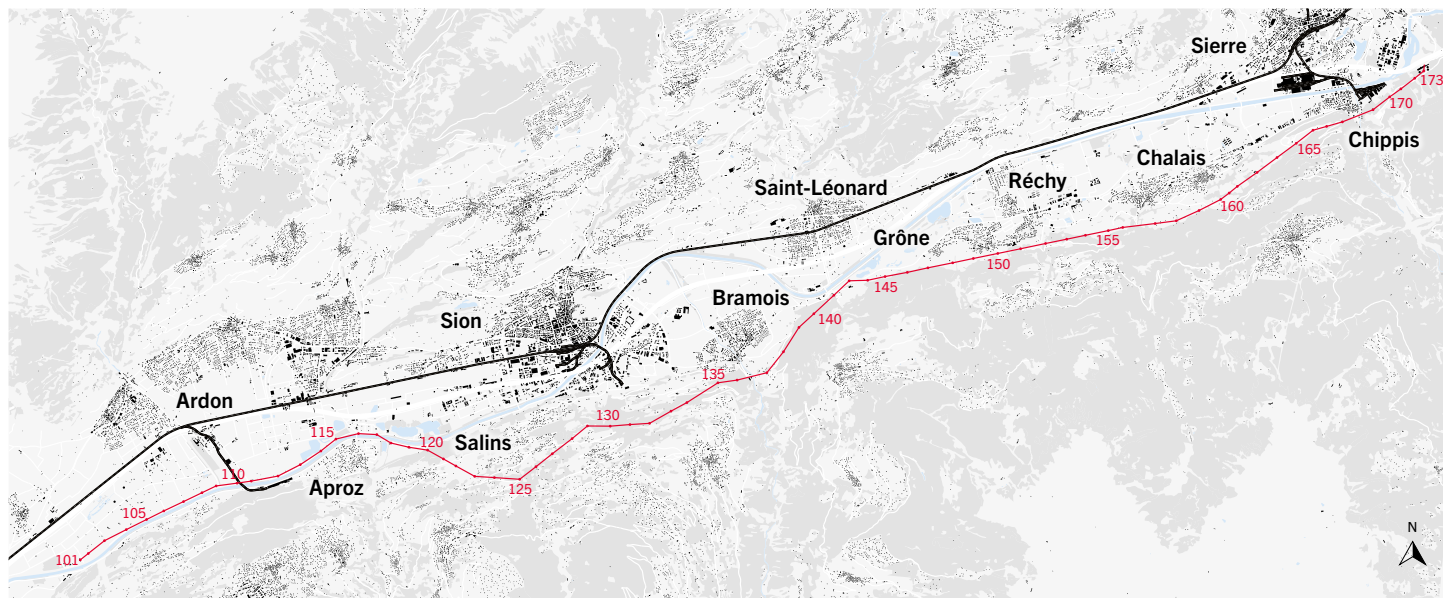 Sierre
173
170
Chippis
165
Chalais
Réchy
160
Saint-Léonard
155
Grône
150
145
Bramois
140
Sion
135
Ardon
130
115
120
Salins
125
110
Aproz
105
101
N